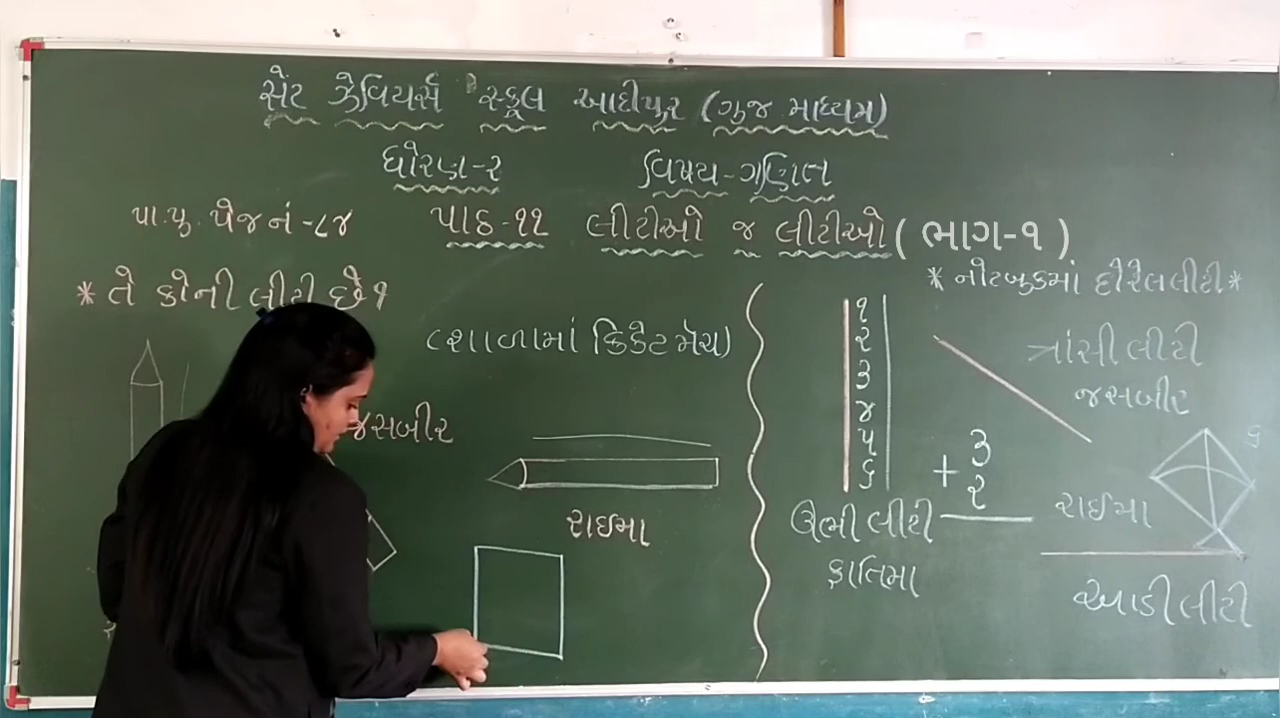 સેંટ ઝેવિયર્સ સ્કૂલ આદીપુર (ગુજ માધ્યમ)
ધોરણ-૨ વિષય-ગણિત
પા.પુ. પેજ નં-૮૪ પાઠ-૧૧ લીટીઓ જ લીટીઓ ( ભાગ-૧ )
* તે કોની લીટી છે?
(શાળામાં ક્રિકેટ મૅચ)
જસબીર
રાઈમા
* નોટબુકમાં દોરેલ લીટી *
૧
૨
૩
૪
૫
૬
ઉભી લીટી
ફાતિમા
ત્રાંસી લીટી
જસબીર
૩
+ ૨
રાઈમા
આડી લીટી